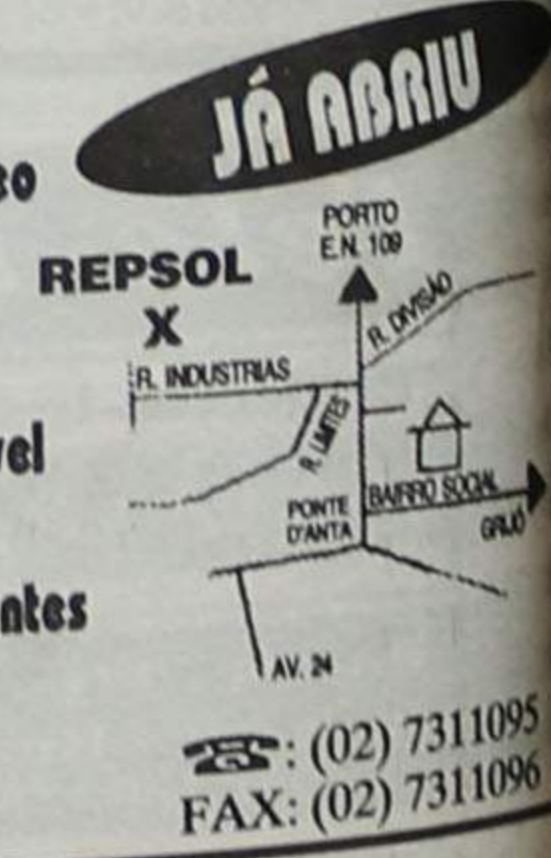 JÁ ABRIU
PORTO
E.N. 109
REPSOL
X
R. DIVISÃO
R. INDUSTRIAS
R. LIMITES
BAIRRO SOCIAL
PONTE
D'ANTA
GRIJÓ
AV. 24
☎: (02) 7311095
FAX: (02) 7311096